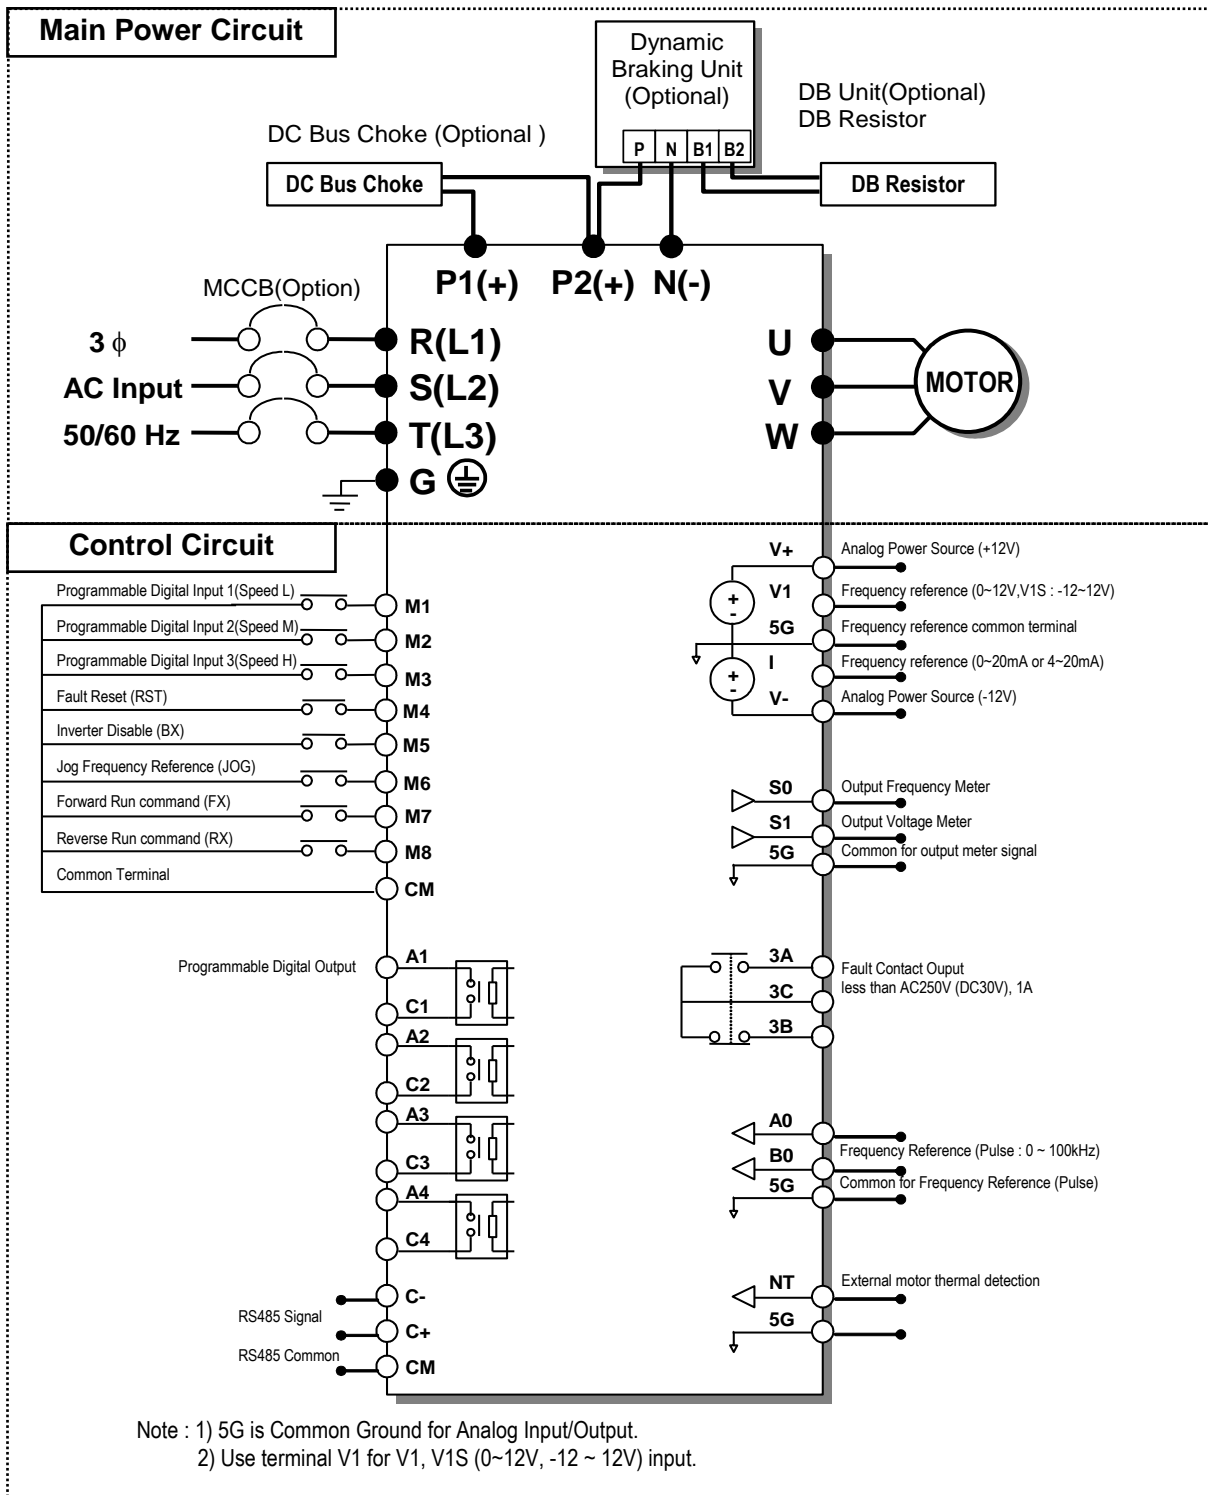 Main Power Circuit
Dynamic
Braking Unit
(Optional)
P N B1 B2
DB Unit(Optional)
DB Resistor
DC Bus Choke (Optional )
DC Bus Choke
DB Resistor
P1(+) P2(+) N(-)
MCCB(Option)
3 ϕ
R(L1)
U
AC Input
S(L2)
V
MOTOR
50/60 Hz
T(L3)
W
G
Control Circuit
Programmable Digital Input 1(Speed L)
M1
Programmable Digital Input 2(Speed M)
M2
Programmable Digital Input 3(Speed H)
M3
Fault Reset (RST)
M4
Inverter Disable (BX)
M5
Jog Frequency Reference (JOG)
M6
Forward Run command (FX)
M7
Reverse Run command (RX)
M8
Common Terminal
CM
Programmable Digital Output
A1
C1
A2
C2
A3
C3
A4
C4
C-
RS485 Signal
C+
RS485 Common
CM
V+
Analog Power Source (+12V)
+
-
V1
Frequency reference (0~12V,V1S : -12~12V)
5G
Frequency reference common terminal
+
-
I
Frequency reference (0~20mA or 4~20mA)
V-
Analog Power Source (-12V)
S0
Output Frequency Meter
S1
Output Voltage Meter
5G
Common for output meter signal
3A
Fault Contact Ouput
less than AC250V (DC30V), 1A
3C
3B
A0
Frequency Reference (Pulse : 0 ~ 100kHz)
B0
Common for Frequency Reference (Pulse)
5G
NT
External motor thermal detection
5G
Note : 1) 5G is Common Ground for Analog Input/Output.
2) Use terminal V1 for V1, V1S (0~12V, -12 ~ 12V) input.